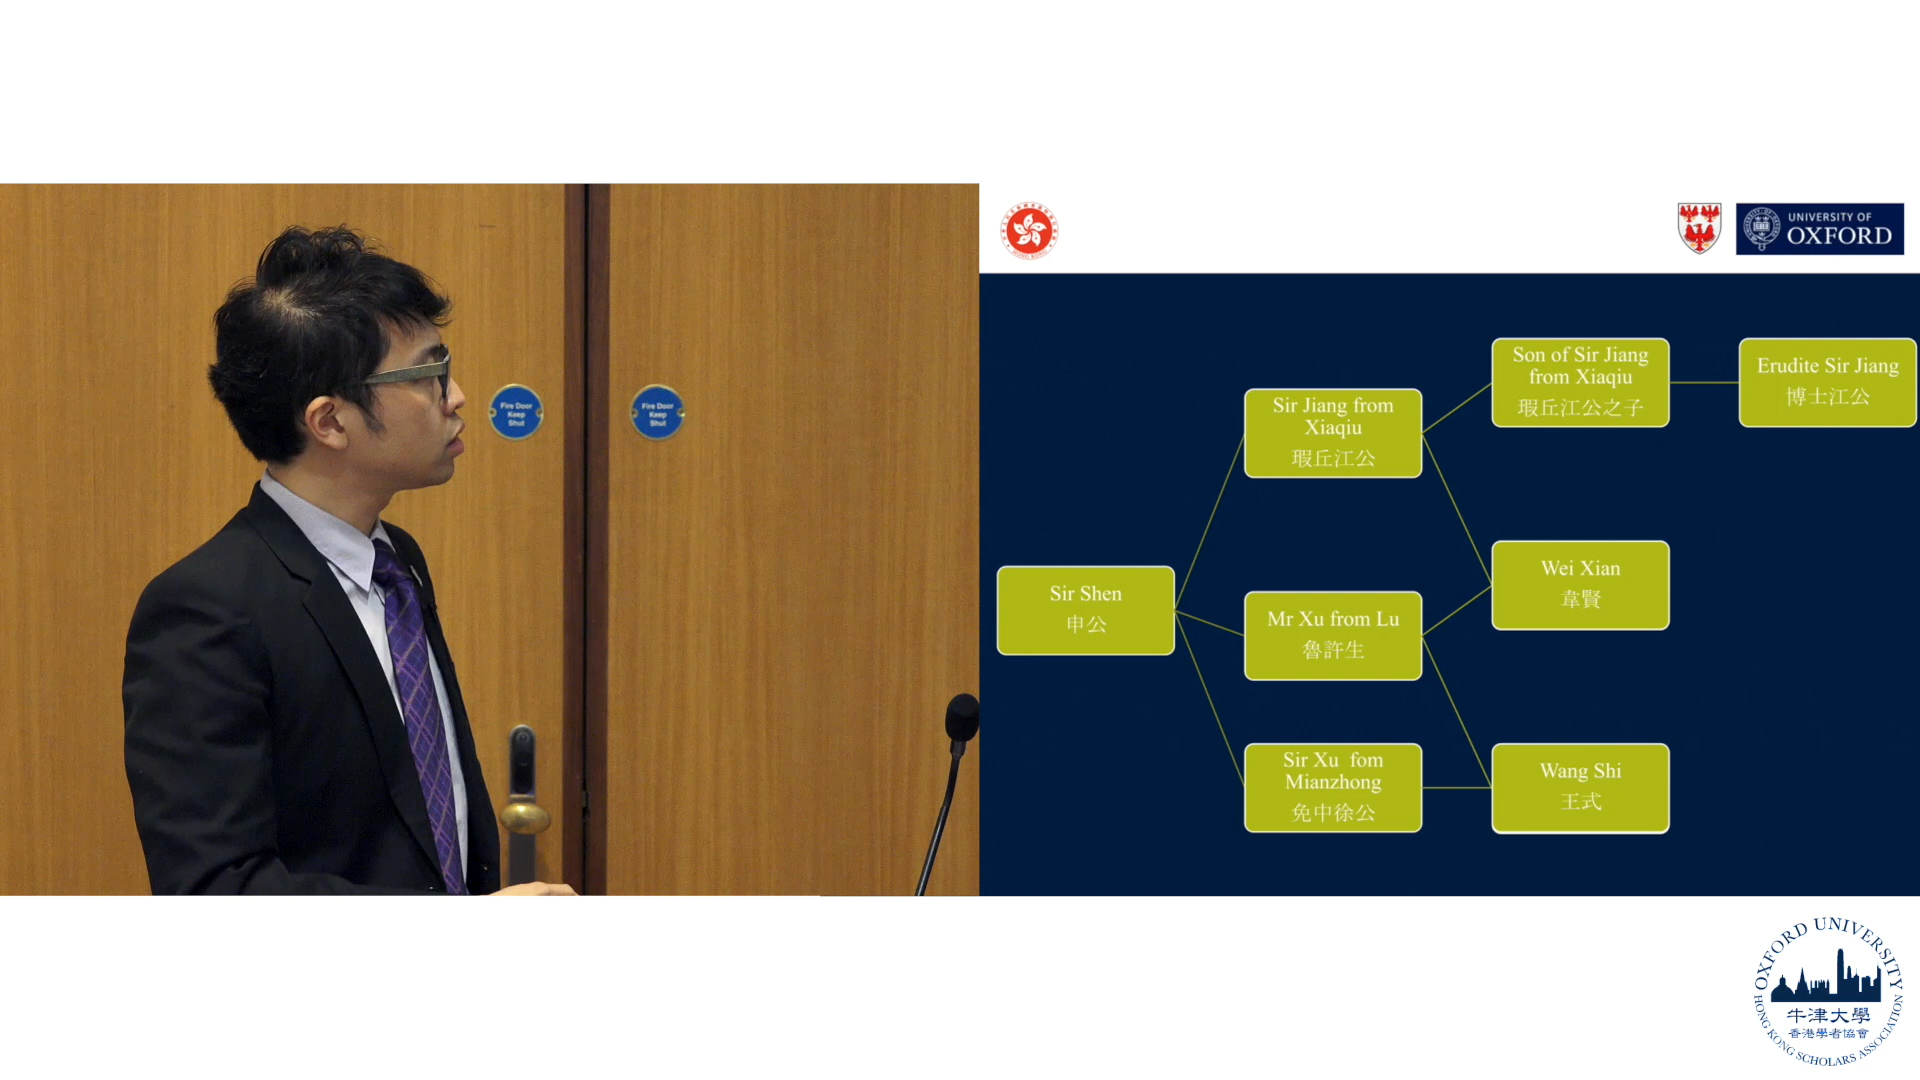 Fire Door
Keep
Shut
Fire Door
Keep
Shut
HONG KONG
UNIVERSITY OF
OXFORD
Sir Shen
申公
Sir Jiang from
Xiaqiu
瑕丘江公
Mr Xu from Lu
魯許生
Sir Xu  fom
Mianzhong
免中徐公
Son of Sir Jiang
from Xiaqiu
瑕丘江公之子
Wei Xian
韋賢
Wang Shi
王式
Erudite Sir Jiang
博士江公
OXFORD UNIVERSITY
牛津大學
香港學者協會
HONG KONG SCHOLARS ASSOCIATION